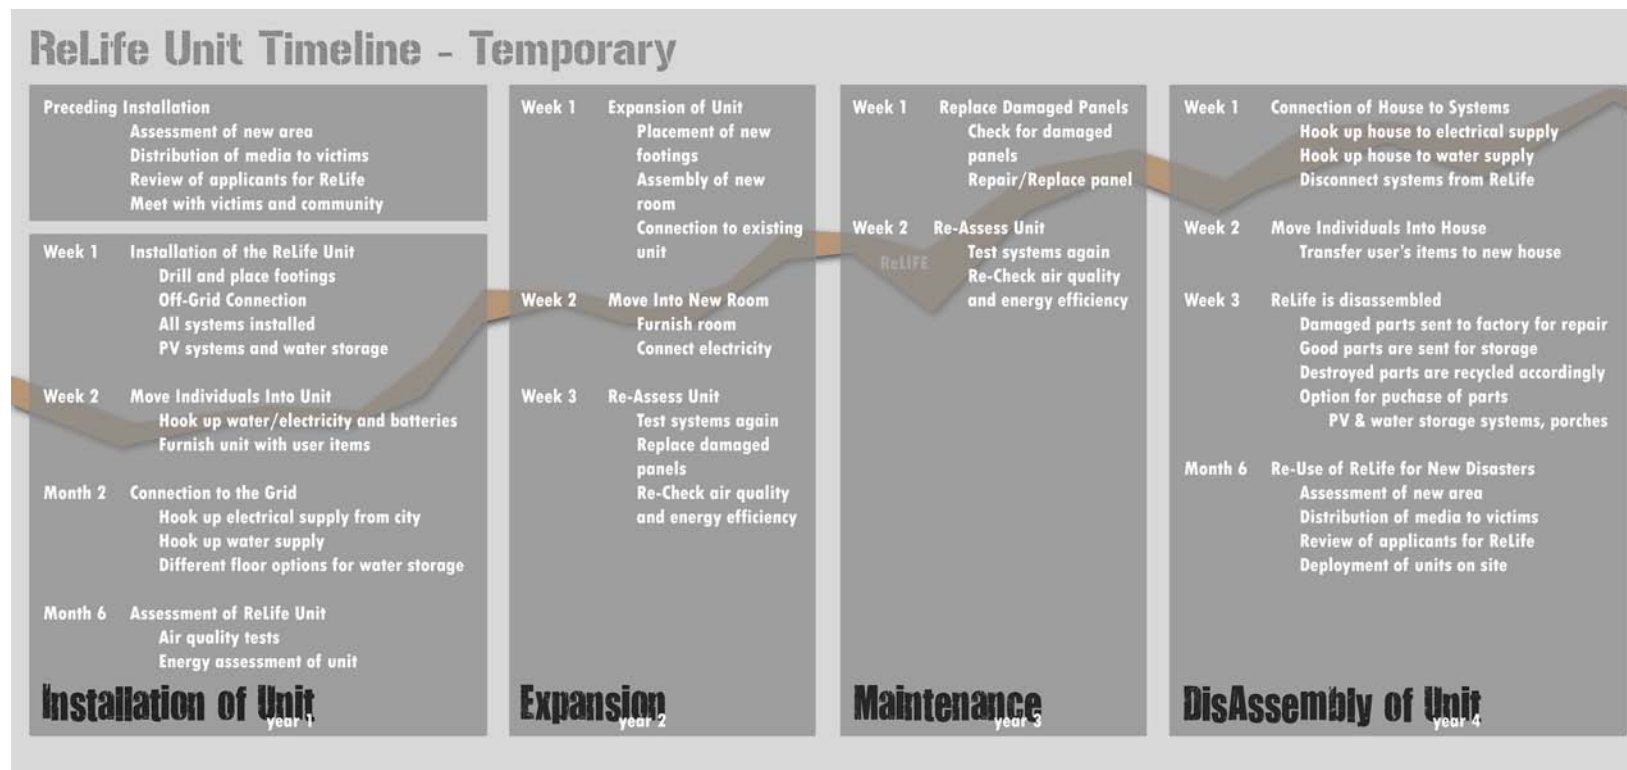 ReLife Unit Timeline - Temporary
Preceding Installation
Assessment of new area
Distribution of media to victims
Review of applicants for ReLife
Meet with victims and community
Week 1 Installation of the ReLife Unit
Drill and place footings
Off-Grid Connection
All systems installed
PV systems and water storage
Week 2 Move Individuals Into Unit
Hook up water/electricity and batteries
Furnish unit with user items
Month 2 Connection to the Grid
Hook up electrical supply from city
Hook up water supply
Different floor options for water storage
Month 6 Assessment of ReLife Unit
Air quality tests
Energy assessment of unit
Installation of Unit
year 1
Week 1 Expansion of Unit
Placement of new
footings
Assembly of new
room
Connection to existing
unit
Week 2 Move Into New Room
Furnish room
Connect electricity
Week 3 Re-Assess Unit
Test systems again
Replace damaged
panels
Re-Check air quality
and energy efficiency
Expansion
year 2
Week 1 Replace Damaged Panels
Check for damaged
panels
Repair/Replace panel
Week 2 Re-Assess Unit
Test systems again
Re-Check air quality
and energy efficiency
ReLIFE
Maintenance
year 3
Week 1 Connection of House to Systems
Hook up house to electrical supply
Hook up house to water supply
Disconnect systems from ReLife
Week 2 Move Individuals Into House
Transfer user's items to new house
Week 3 ReLife is disassembled
Damaged parts sent to factory for repair
Good parts are sent for storage
Destroyed parts are recycled accordingly
Option for puchase of parts
PV & water storage systems, porches
Month 6 Re-Use of ReLife for New Disasters
Assessment of new area
Distribution of media to victims
Review of applicants for ReLife
Deployment of units on site
DisAssembly of Unit
year 4